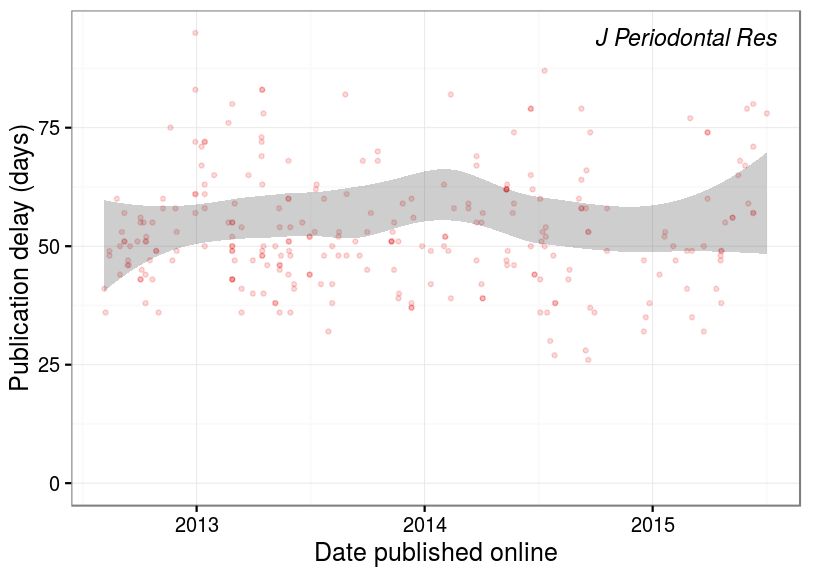 J Periodontal Res
Publication delay (days)
75
50
25
0
2013
2014
2015
Date published online